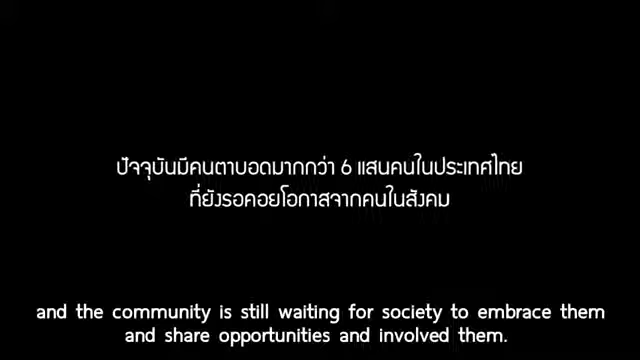 ปัจจุบันมีคนตาบอดมากกว่า 6 แสนคนในประเทศไทย
ที่ยังรอคอยโอกาสจากคนในสังคม
and the community is still waiting for society to embrace them
and share opportunities and involved them.